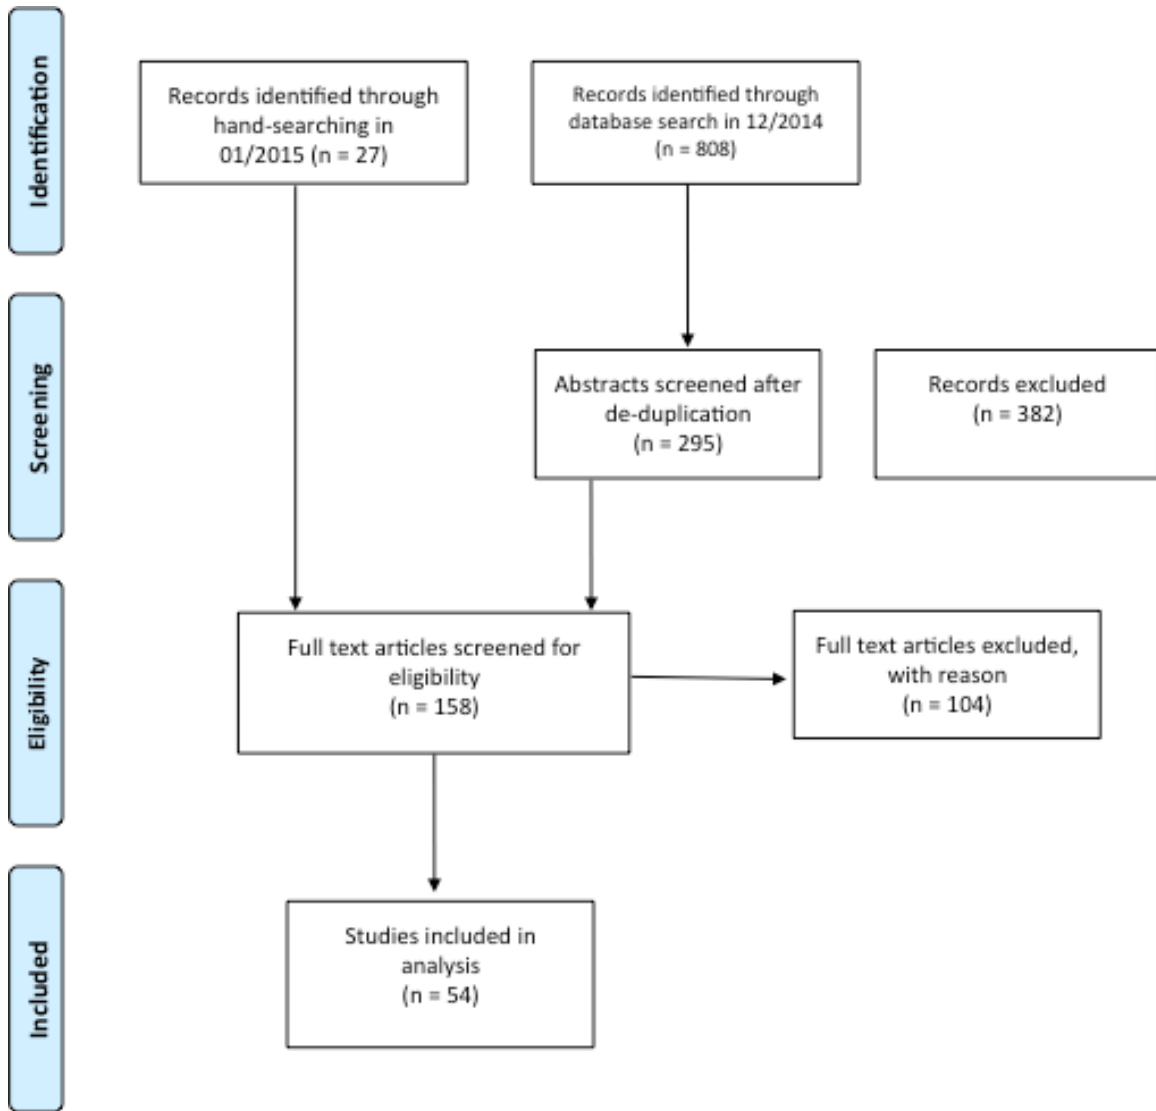 Identification
Records identified through
hand-searching in
01/2015 (n = 27)
Records identified through
database search in 12/2014
(n = 808)
Screening
Abstracts screened after
de-duplication
(n = 295)
Records excluded
(n = 382)
Eligibility
Full text articles screened for
eligibility
(n = 158)
Full text articles excluded,
with reason
(n = 104)
Included
Studies included in
analysis
(n = 54)